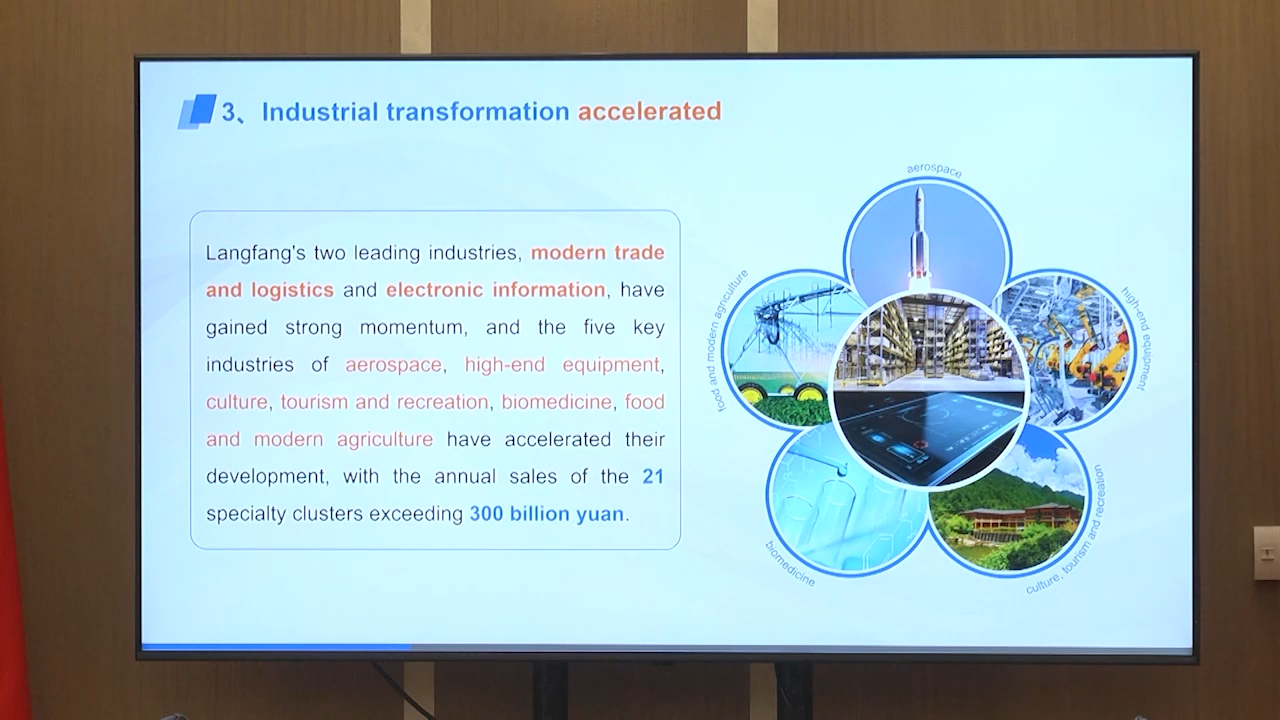 3、 Industrial transformation accelerated
Langfang's two leading industries, modern trade
and logistics and electronic information, have
gained strong momentum, and the five key
industries of aerospace, high-end equipment,
culture, tourism and recreation, biomedicine, food
and modern agriculture have accelerated their
development, with the annual sales of the 21
specialty clusters exceeding 300 billion yuan.
aerospace
food and modern agriculture
high-end equipment
biomedicine
culture, tourism and recreation